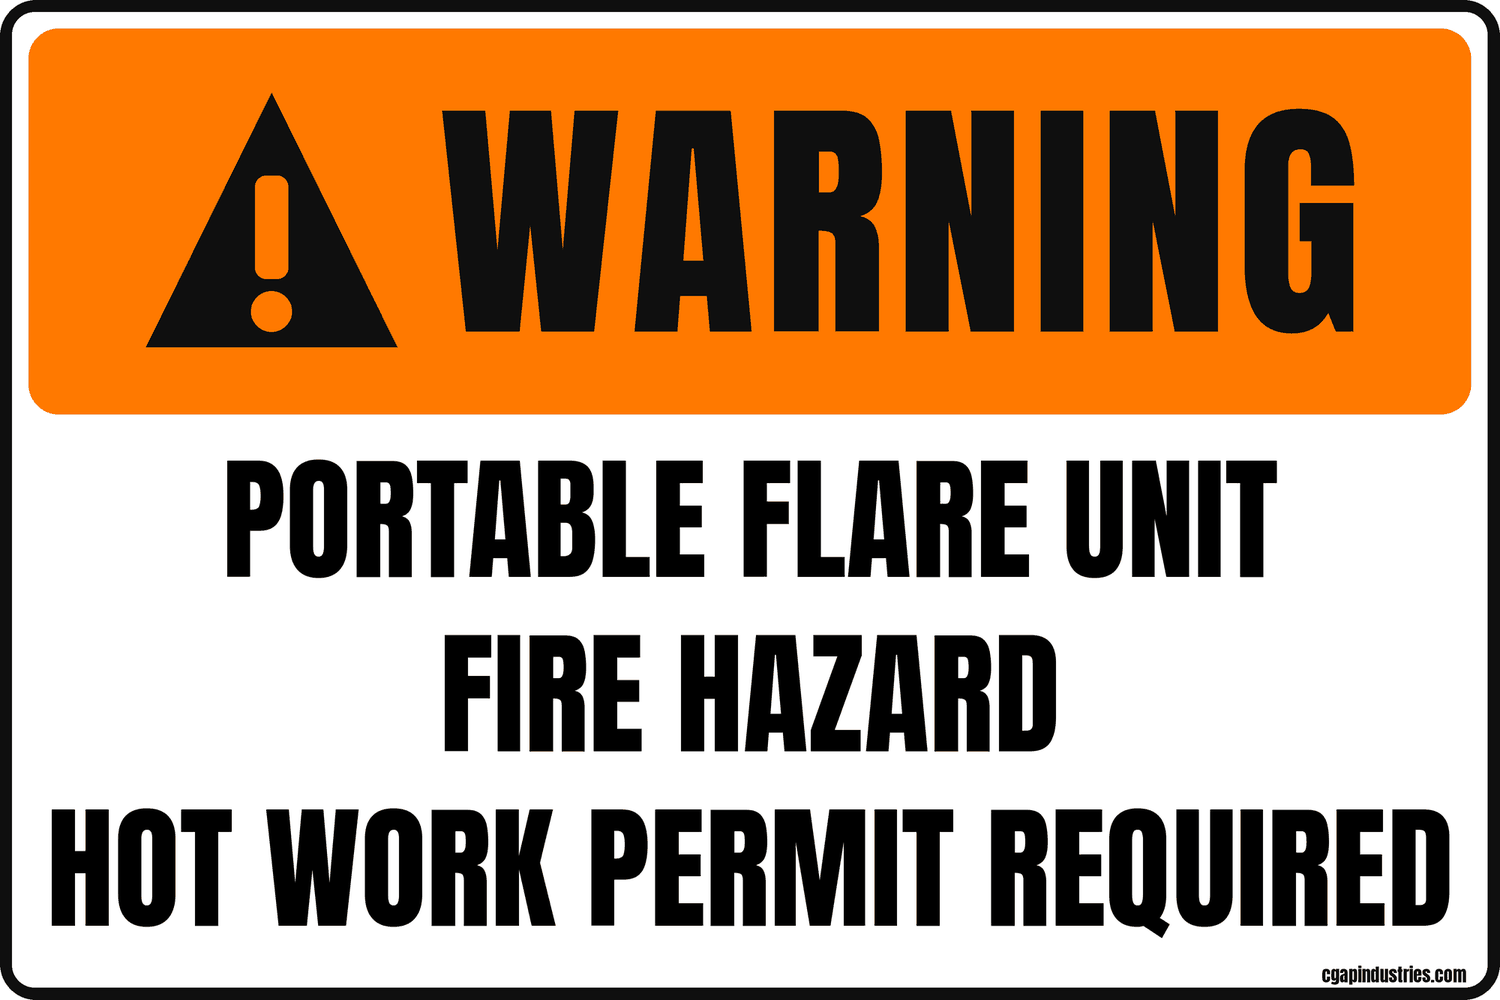 WARNING
PORTABLE FLARE UNIT
FIRE HAZARD
HOT WORK PERMIT REQUIRED
cgapindustries.com